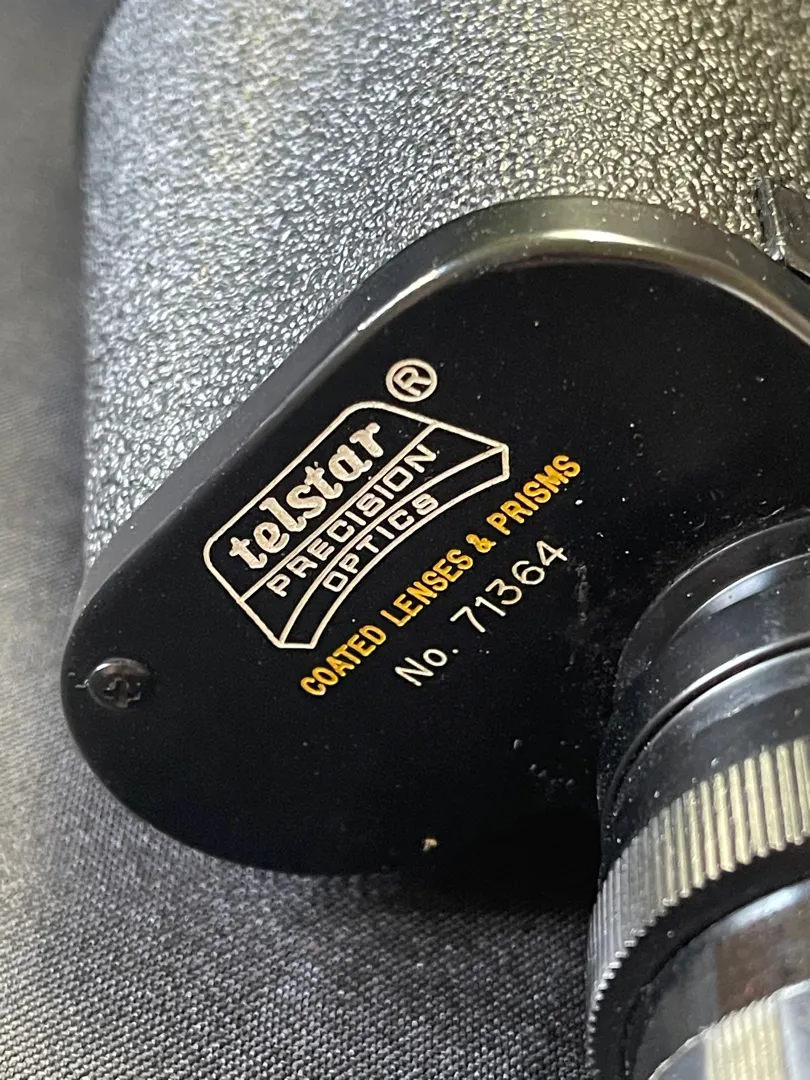 ®
telstar
PRECISION
OPTICS
COATED LENSES & PRISMS
No. 71364